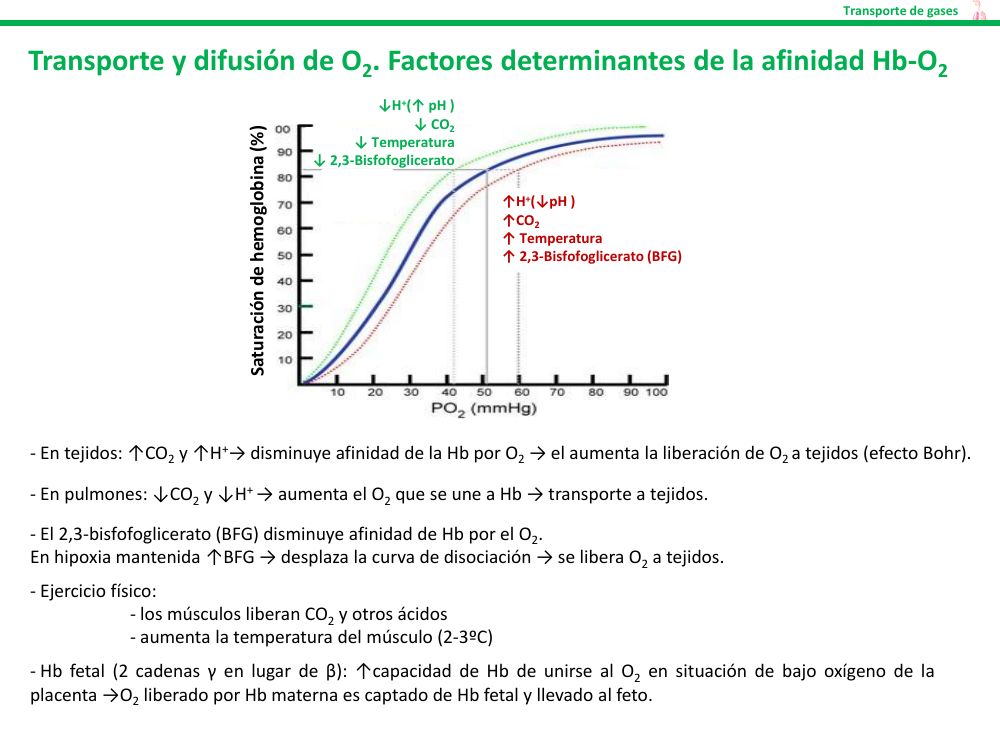 Transporte de gases
Transporte y difusión de O₂. Factores determinantes de la afinidad Hb-O₂
↓H⁺(↑ pH )
↓ CO₂
↓ Temperatura
↓ 2,3-Bisfofoglicerato
Saturación de hemoglobina (%)
00
90
80
70
60
50
40
30
20
10
↑H⁺(↓pH )
↑CO₂
↑ Temperatura
↑ 2,3-Bisfofoglicerato (BFG)
10 20 30 40 50 60 70 80 90 100
PO₂ (mmHg)
- En tejidos: ↑CO₂ y ↑H⁺→ disminuye afinidad de la Hb por O₂ → el aumenta la liberación de O₂ a tejidos (efecto Bohr).
- En pulmones: ↓CO₂ y ↓H⁺ → aumenta el O₂ que se une a Hb → transporte a tejidos.
- El 2,3-bisfofoglicerato (BFG) disminuye afinidad de Hb por el O₂.
En hipoxia mantenida ↑BFG → desplaza la curva de disociación → se libera O₂ a tejidos.
- Ejercicio físico:
- los músculos liberan CO₂ y otros ácidos
- aumenta la temperatura del músculo (2-3ºC)
- Hb fetal (2 cadenas γ en lugar de β): ↑capacidad de Hb de unirse al O₂ en situación de bajo oxígeno de la
placenta →O₂ liberado por Hb materna es captado de Hb fetal y llevado al feto.